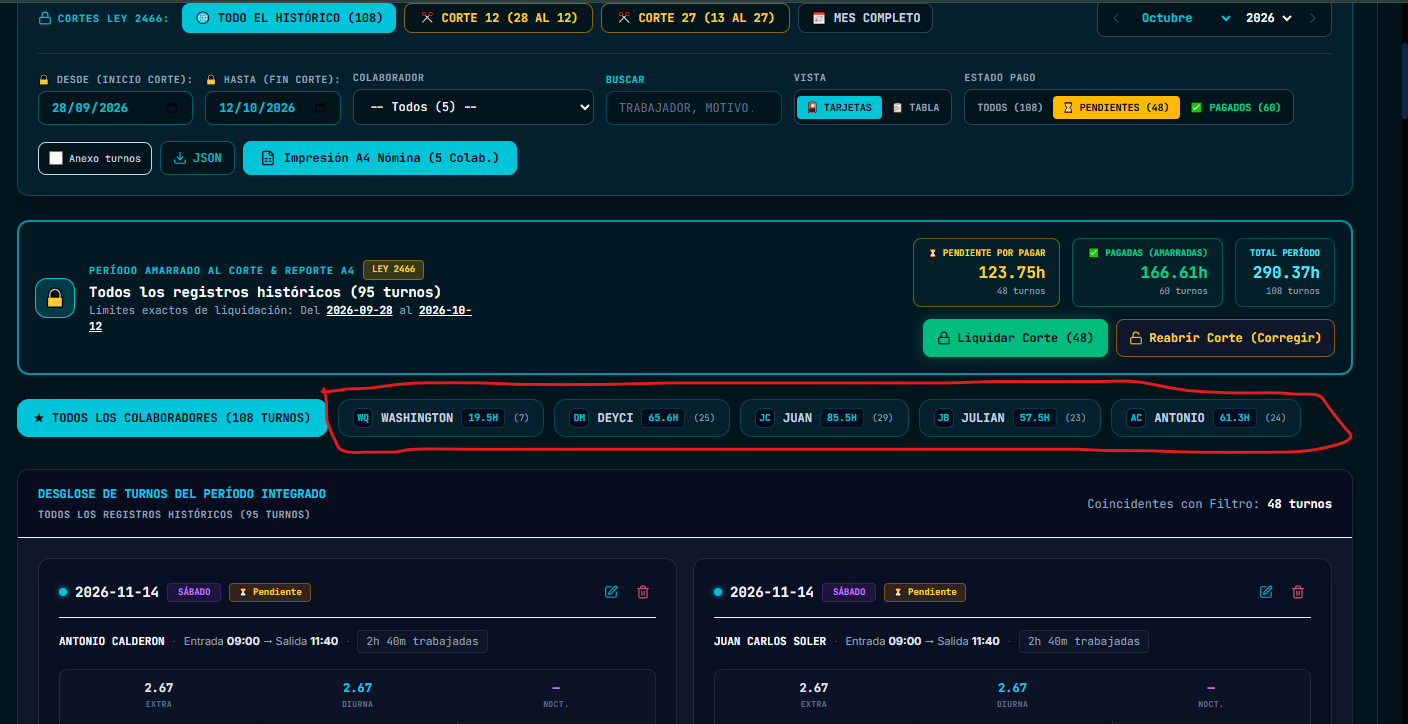 CORTES LEY 2466:
TODO EL HISTÓRICO (108)
CORTE 12 (28 AL 12)
CORTE 27 (13 AL 27)
MES COMPLETO
Octubre
2026
DESDE (INICIO CORTE):
HASTA (FIN CORTE):
COLABORADOR
BUSCAR
VISTA
ESTADO PAGO
28/09/2026
12/10/2026
-- Todos (5) --
TRABAJADOR, MOTIVO.
TARJETAS
TABLA
TODOS (108)
PENDIENTES (48)
PAGADOS (60)
Anexo turnos
JSON
Impresión A4 Nómina (5 Colab.)
PERÍODO AMARRADO AL CORTE & REPORTE A4
LEY 2466
Todos los registros históricos (95 turnos)
Límites exactos de liquidación: Del 2026-09-28 al 2026-10-
12
PENDIENTE POR PAGAR
123.75h
48 turnos
PAGADAS (AMARRADAS)
166.61h
60 turnos
TOTAL PERÍODO
290.37h
108 turnos
Liquidar Corte (48)
Reabrir Corte (Corregir)
★ TODOS LOS COLABORADORES (108 TURNOS)
WQ WASHINGTON 19.5H (7)
DM DEYCI 65.6H (25)
JC JUAN 85.5H (29)
JB JULIAN 57.5H (23)
AC ANTONIO 61.3H (24)
DESGLOSE DE TURNOS DEL PERÍODO INTEGRADO
TODOS LOS REGISTROS HISTÓRICOS (95 TURNOS)
Coincidentes con Filtro: 48 turnos
2026-11-14 SÁBADO Pendiente
ANTONIO CALDERON · Entrada 09:00 → Salida 11:40 · 2h 40m trabajadas
2.67 2.67 —
EXTRA DIURNA NOCT.
2026-11-14 SÁBADO Pendiente
JUAN CARLOS SOLER · Entrada 09:00 → Salida 11:40 · 2h 40m trabajadas
2.67 2.67 —
EXTRA DIURNA NOCT.